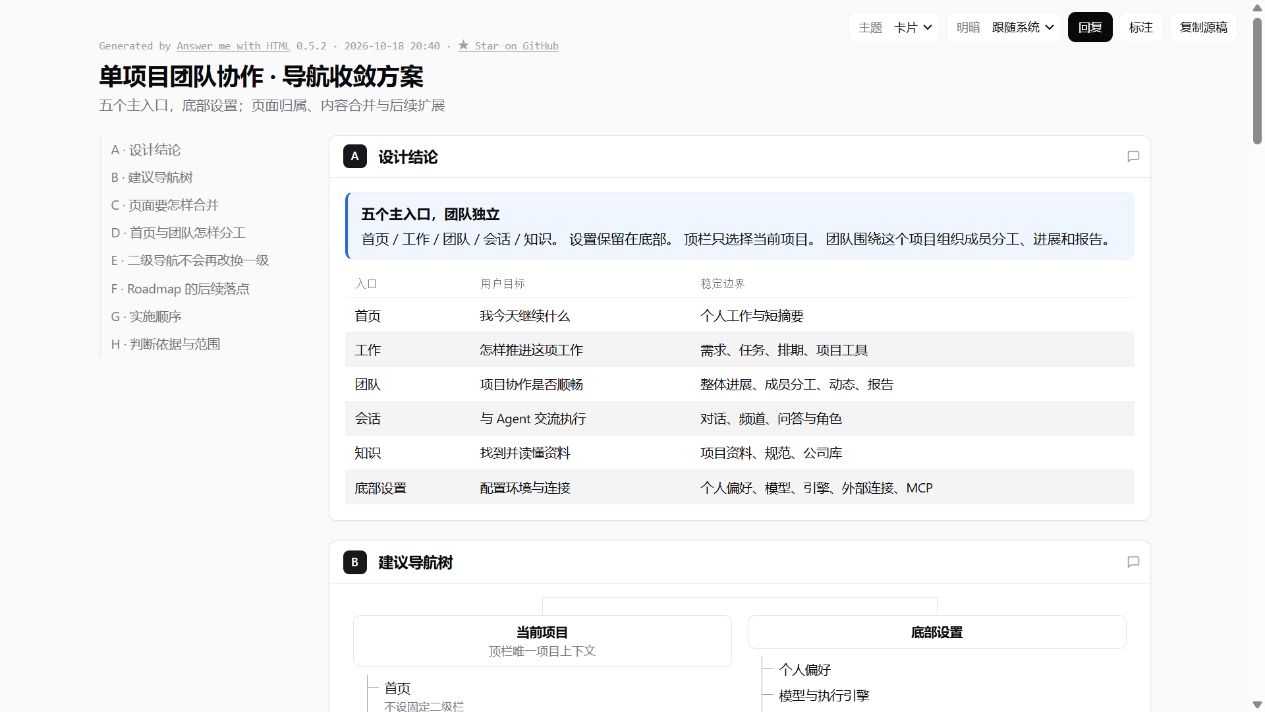 主题 卡片 明暗 跟随系统 回复 标注 复制源稿
Generated by Answer me with HTML 0.5.2 · 2026-10-18 20:40 · ★ Star on GitHub
单项目团队协作 · 导航收敛方案
五个主入口，底部设置；页面归属、内容合并与后续扩展
A · 设计结论
B · 建议导航树
C · 页面要怎样合并
D · 首页与团队怎样分工
E · 二级导航不会再改换一级
F · Roadmap 的后续落点
G · 实施顺序
H · 判断依据与范围
A 设计结论
五个主入口，团队独立
首页 / 工作 / 团队 / 会话 / 知识。 设置保留在底部。 顶栏只选择当前项目。 团队围绕这个项目组织成员分工、进展和报告。
入口 用户目标 稳定边界
首页 我今天继续什么 个人工作与短摘要
工作 怎样推进这项工作 需求、任务、排期、项目工具
团队 项目协作是否顺畅 整体进展、成员分工、动态、报告
会话 与 Agent 交流执行 对话、频道、问答与角色
知识 找到并读懂资料 项目资料、规范、公司库
底部设置 配置环境与连接 个人偏好、模型、引擎、外部连接、MCP
B 建议导航树
当前项目
顶栏唯一项目上下文
首页
不设固定二级栏
底部设置
个人偏好
模型与执行引擎